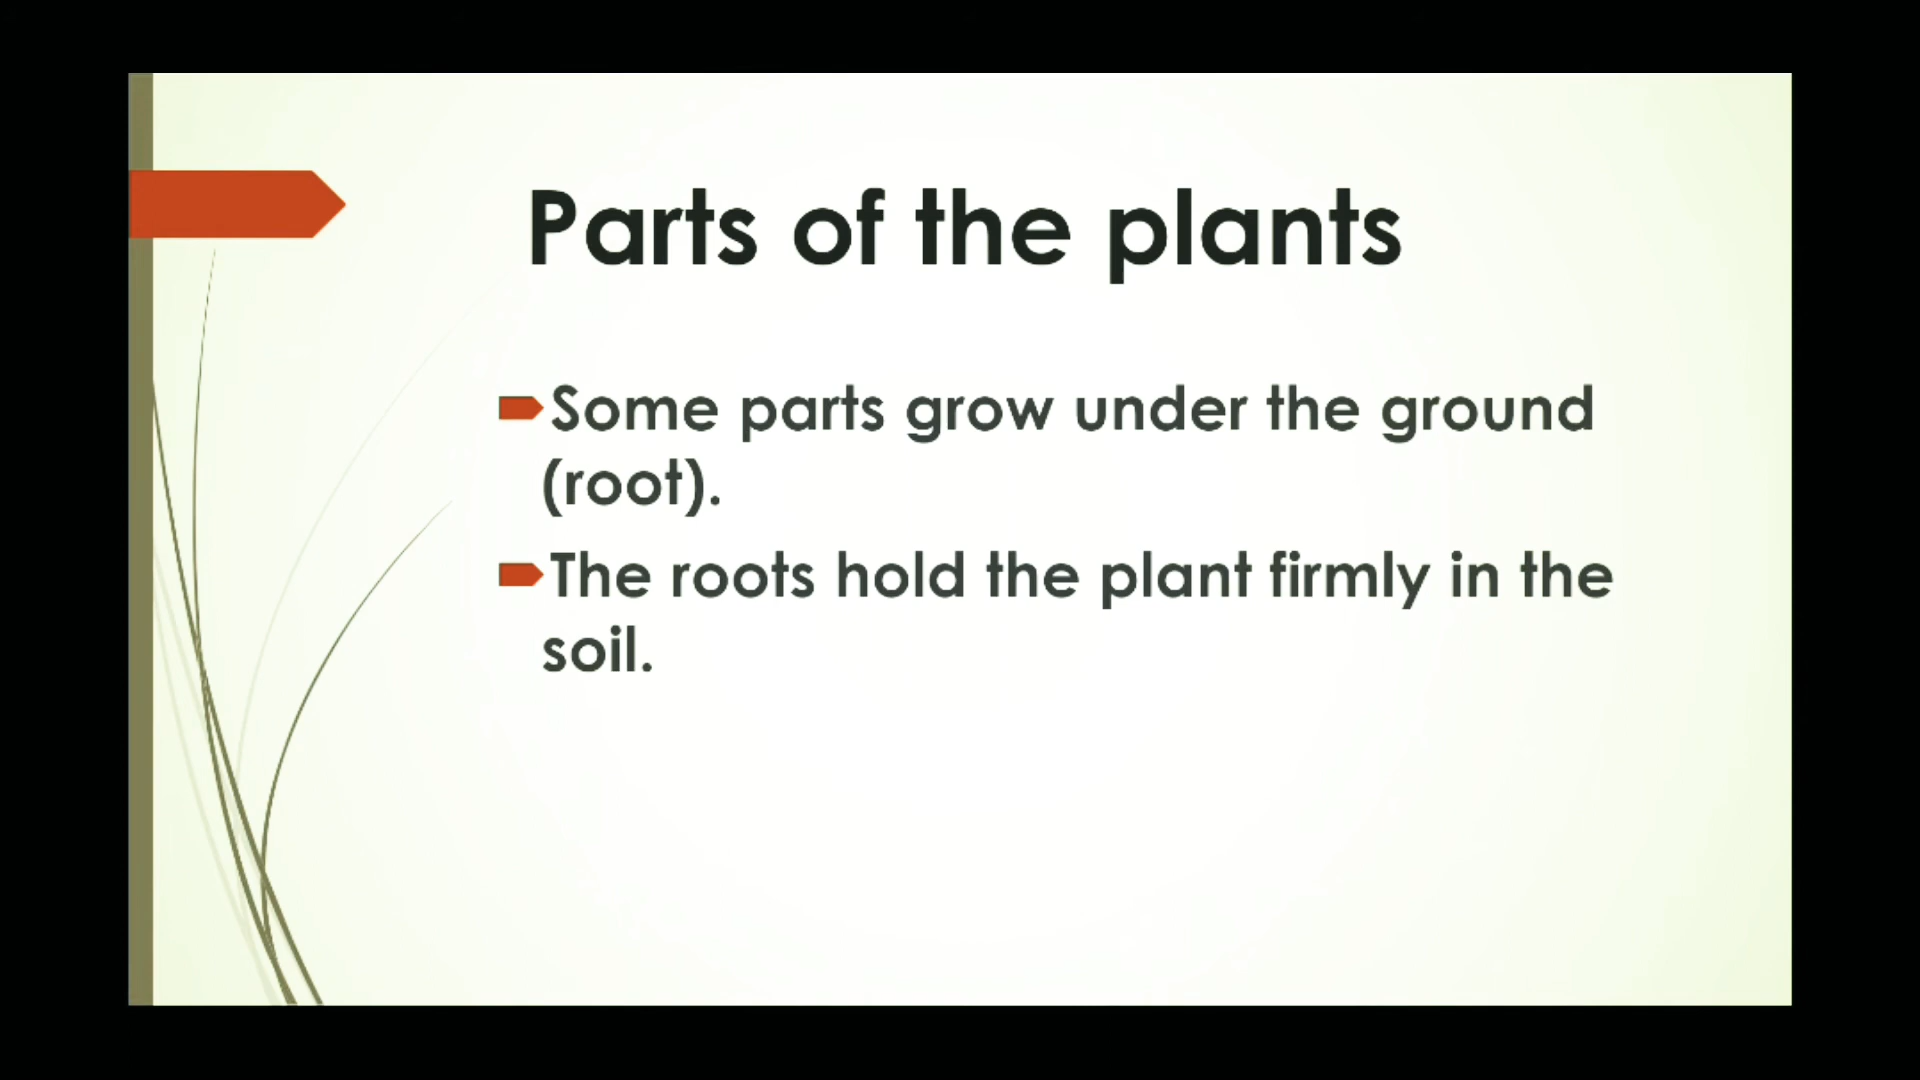 Parts of the plants
Some parts grow under the ground
(root).
The roots hold the plant firmly in the
soil.